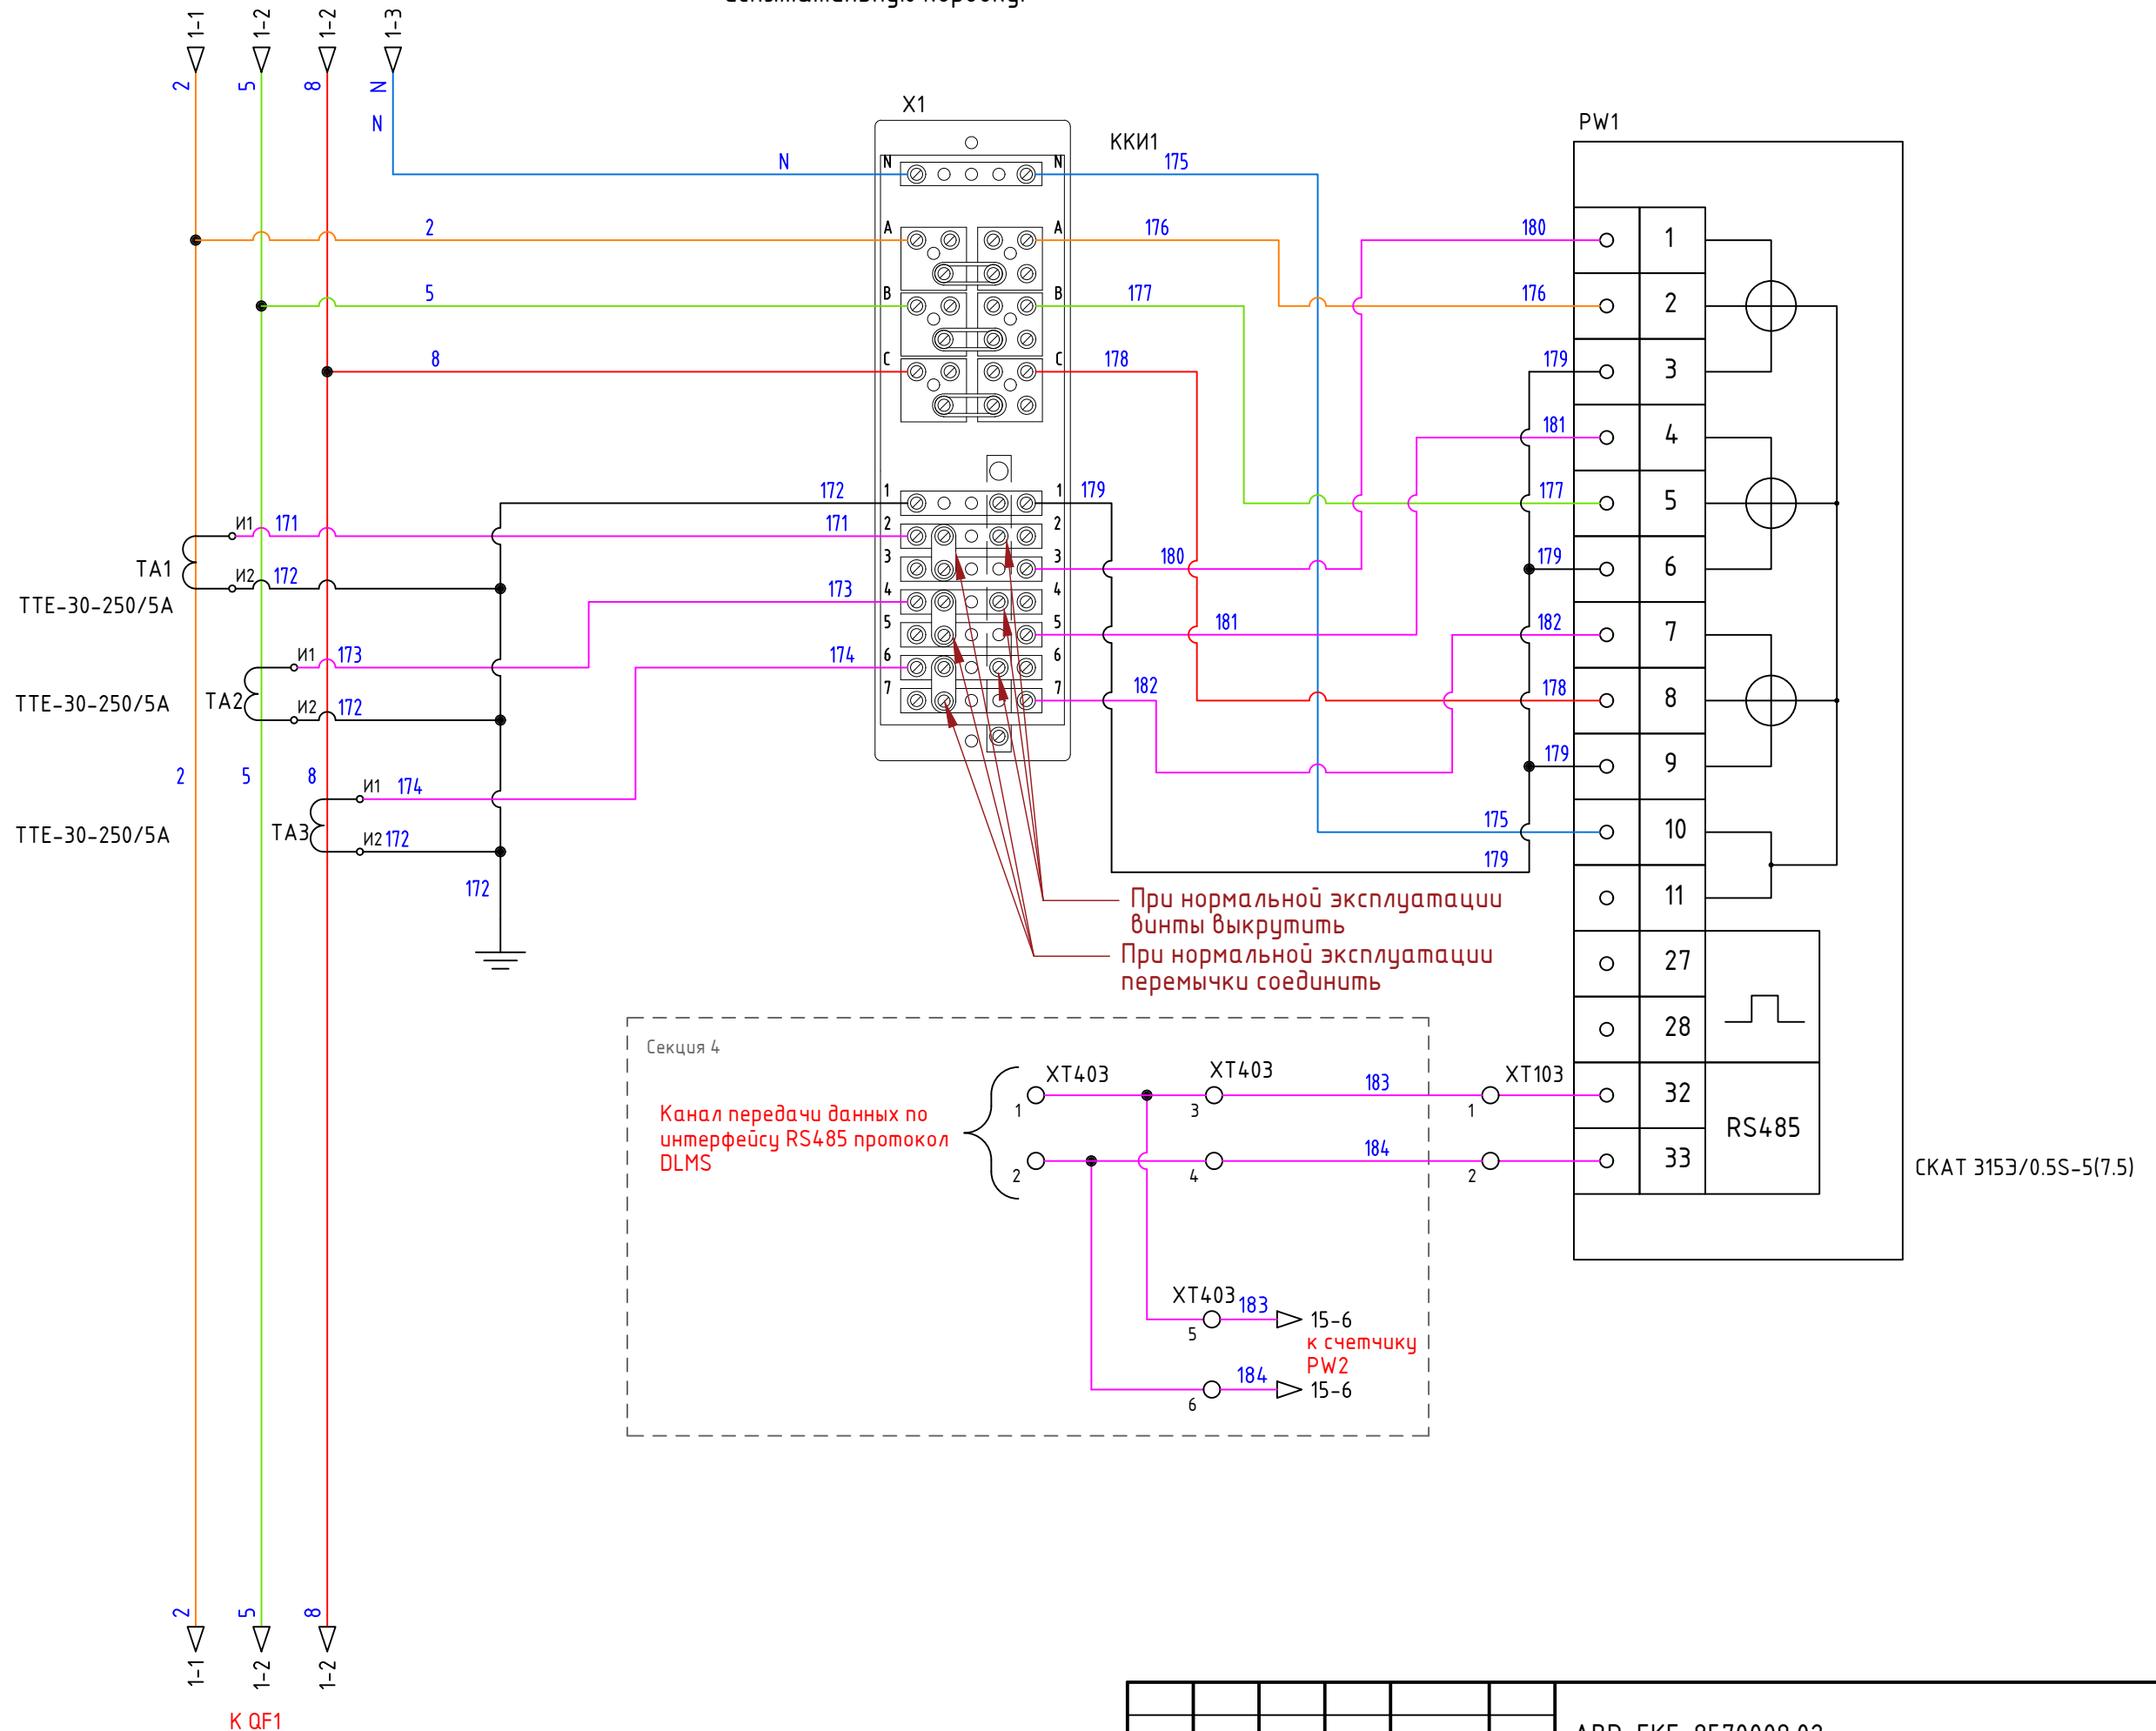 1-1
1-2
1-2
1-3
2
5
8
N
N
X1
ККИ1
PW1
N
N
N
175
2
A
A
176
180
1
5
B
B
177
176
2
8
C
C
178
179
3
181
4
177
5
172
1
1
179
И1
171
171
2
2
TA1
3
3
180
179
6
И2
172
ТТЕ-30-250/5А
173
4
4
5
5
181
182
7
И1
173
174
6
6
ТТЕ-30-250/5А
TA2
И2
172
7
7
182
178
8
2
5
8
И1
174
179
9
ТТЕ-30-250/5А
TA3
И2
172
175
10
179
172
11
При нормальной эксплуатации
винты выкрутить
При нормальной эксплуатации
перемычки соединить
27
28
Секция 4
XT403
XT403
183
XT103
32
1
3
1
Канал передачи данных по
интерфейсу RS485 протокол
DLMS
RS485
184
33
2
4
2
СКАТ 315Э/0.5S-5(7.5)
XT403
183
15-6
5
к счетчику
PW2
184
15-6
6
2
5
8
1-1
1-2
1-2
К QF1